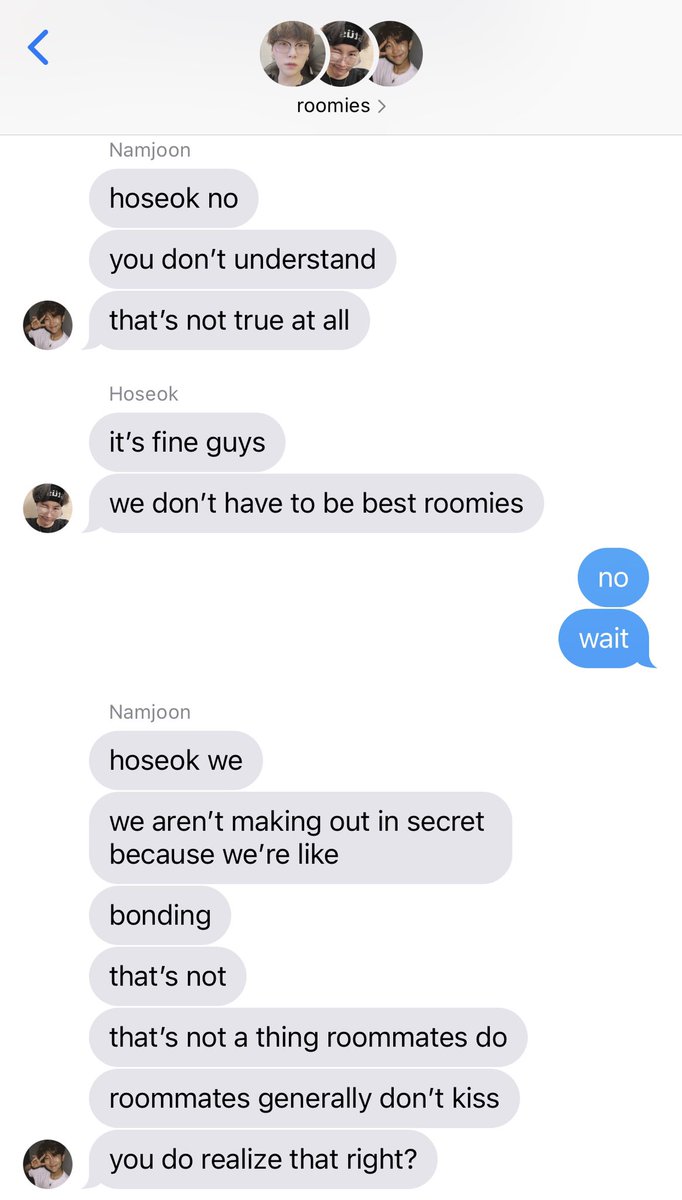 roomies
Namjoon
hoseok no
you don’t understand
that’s not true at all
Hoseok
it’s fine guys
we don’t have to be best roomies
no
wait
Namjoon
hoseok we
we aren’t making out in secret
because we’re like
bonding
that’s not
that’s not a thing roommates do
roommates generally don’t kiss
you do realize that right?